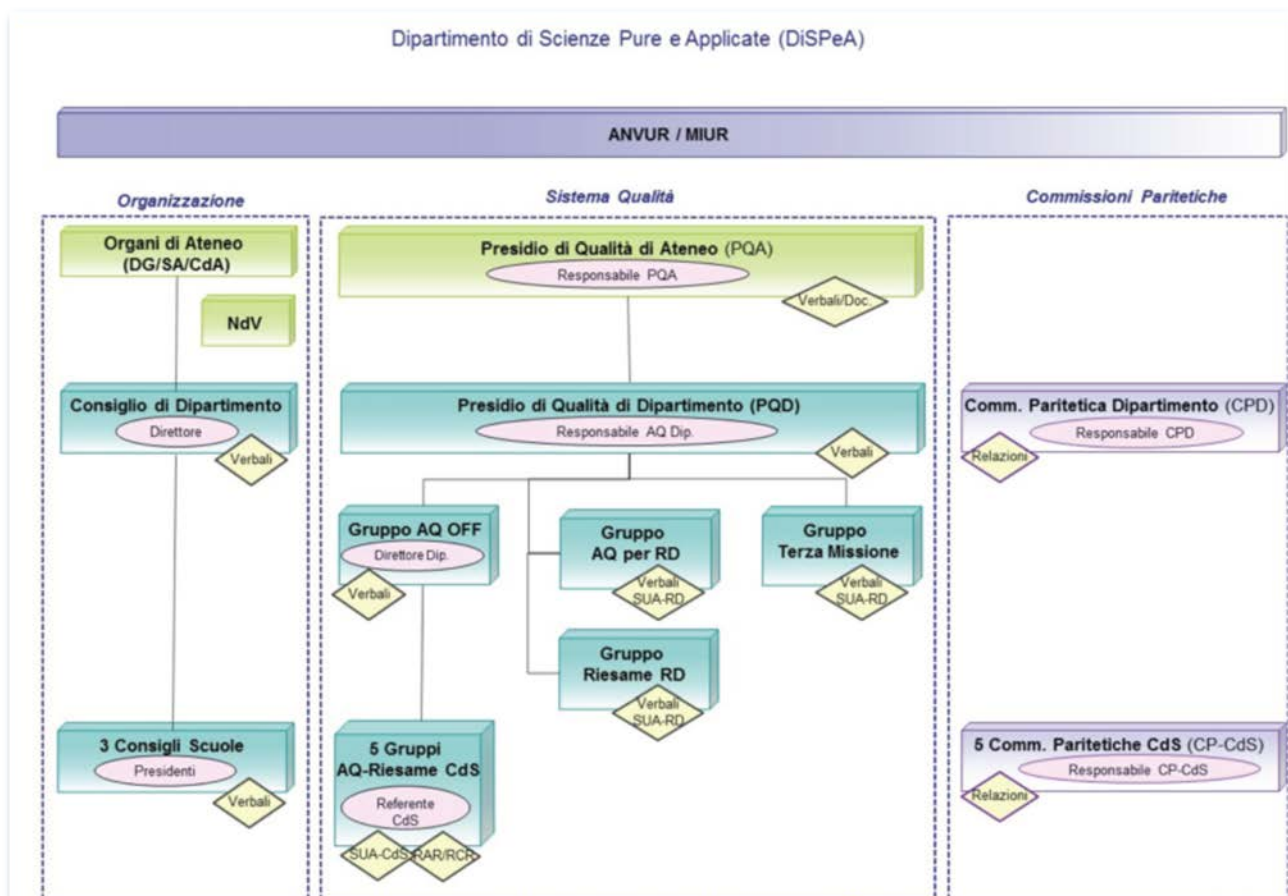 Dipartimento di Scienze Pure e Applicate (DiSPeA)
ANVUR / MIUR
Organizzazione
Sistema Qualità
Commissioni Paritetiche
Organi di Ateneo
(DG/SA/CdA)
NdV
Presidio di Qualità di Ateneo (PQA)
Responsabile PQA
Verbali/Doc.
Consiglio di Dipartimento
Direttore
Verbali
Presidio di Qualità di Dipartimento (PQD)
Responsabile AQ Dip.
Verbali
Comm. Paritetica Dipartimento (CPD)
Responsabile CPD
Relazioni
Gruppo AQ OFF
Direttore Dip.
Verbali
Gruppo
AQ per RD
Verbali
SUA-RD
Gruppo
Terza Missione
Verbali
SUA-RD
Gruppo
Riesame RD
Verbali
SUA-RD
3 Consigli Scuole
Presidenti
Verbali
5 Gruppi
AQ-Riesame CdS
Referente
CdS
SUA-CdS
RAR/RCR
5 Comm. Paritetiche CdS (CP-CdS)
Responsabile CP-CdS
Relazioni